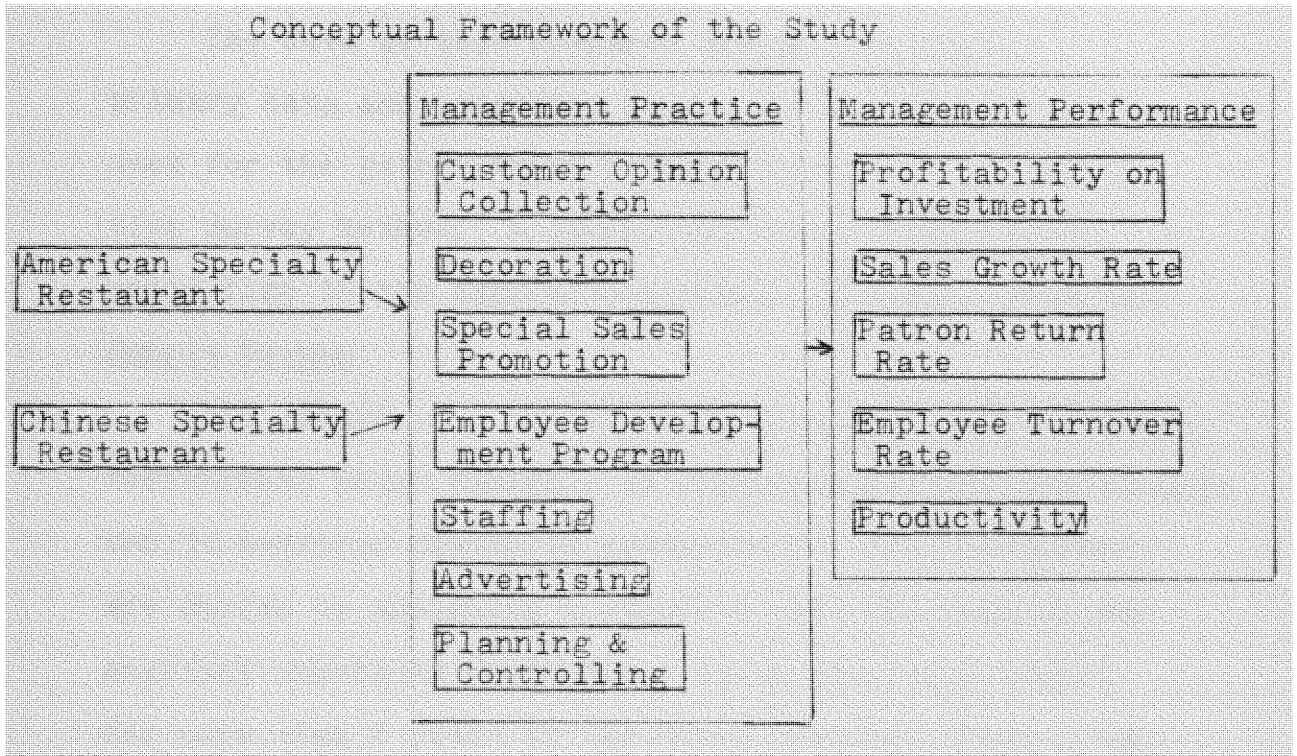 Conceptual Framework of the Study
American Specialty
Restaurant
Chinese Specialty
Restaurant
Management Practice
Customer Opinion
Collection
Decoration
Special Sales
Promotion
Employee Develop-
ment Program
Staffing
Advertising
Planning &
Controlling
Management Performance
Profitability on
Investment
Sales Growth Rate
Patron Return
Rate
Employee Turnover
Rate
Productivity